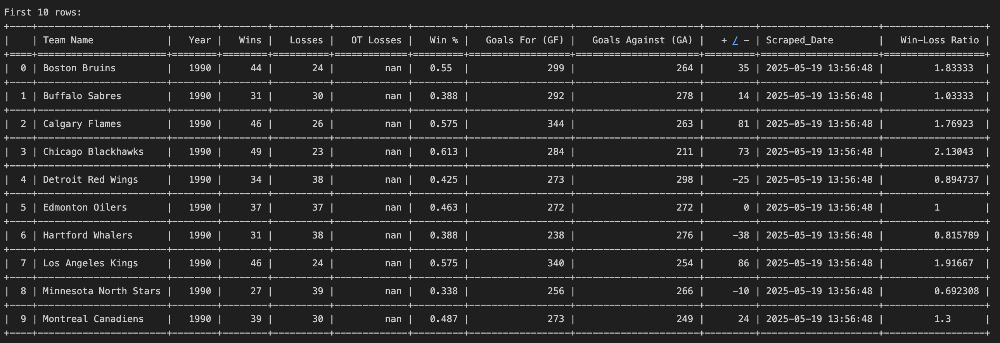 First 10 rows:
+----+-----------------------+--------+--------+----------+-------------+---------+------------------+----------------------+---------+---------------------+------------------+
|    | Team Name             |   Year |   Wins |   Losses |   OT Losses |   Win % |   Goals For (GF) |   Goals Against (GA) |   + / - | Scraped_Date        |   Win-Loss Ratio |
+====+=======================+========+========+==========+=============+=========+==================+======================+=========+=====================+==================+
|  0 | Boston Bruins         |   1990 |     44 |       24 |         nan |   0.55  |              299 |                  264 |      35 | 2025-05-19 13:56:48 |         1.83333  |
+----+-----------------------+--------+--------+----------+-------------+---------+------------------+----------------------+---------+---------------------+------------------+
|  1 | Buffalo Sabres        |   1990 |     31 |       30 |         nan |   0.388 |              292 |                  278 |      14 | 2025-05-19 13:56:48 |         1.03333  |
+----+-----------------------+--------+--------+----------+-------------+---------+------------------+----------------------+---------+---------------------+------------------+
|  2 | Calgary Flames        |   1990 |     46 |       26 |         nan |   0.575 |              344 |                  263 |      81 | 2025-05-19 13:56:48 |         1.76923  |
+----+-----------------------+--------+--------+----------+-------------+---------+------------------+----------------------+---------+---------------------+------------------+
|  3 | Chicago Blackhawks    |   1990 |     49 |       23 |         nan |   0.613 |              284 |                  211 |      73 | 2025-05-19 13:56:48 |         2.13043  |
+----+-----------------------+--------+--------+----------+-------------+---------+------------------+----------------------+---------+---------------------+------------------+
|  4 | Detroit Red Wings     |   1990 |     34 |       38 |         nan |   0.425 |              273 |                  298 |     -25 | 2025-05-19 13:56:48 |         0.894737 |
+----+-----------------------+--------+--------+----------+-------------+---------+------------------+----------------------+---------+---------------------+------------------+
|  5 | Edmonton Oilers       |   1990 |     37 |       37 |         nan |   0.463 |              272 |                  272 |       0 | 2025-05-19 13:56:48 |         1        |
+----+-----------------------+--------+--------+----------+-------------+---------+------------------+----------------------+---------+---------------------+------------------+
|  6 | Hartford Whalers      |   1990 |     31 |       38 |         nan |   0.388 |              238 |                  276 |     -38 | 2025-05-19 13:56:48 |         0.815789 |
+----+-----------------------+--------+--------+----------+-------------+---------+------------------+----------------------+---------+---------------------+------------------+
|  7 | Los Angeles Kings     |   1990 |     46 |       24 |         nan |   0.575 |              340 |                  254 |      86 | 2025-05-19 13:56:48 |         1.91667  |
+----+-----------------------+--------+--------+----------+-------------+---------+------------------+----------------------+---------+---------------------+------------------+
|  8 | Minnesota North Stars |   1990 |     27 |       39 |         nan |   0.338 |              256 |                  266 |     -10 | 2025-05-19 13:56:48 |         0.692308 |
+----+-----------------------+--------+--------+----------+-------------+---------+------------------+----------------------+---------+---------------------+------------------+
|  9 | Montreal Canadiens    |   1990 |     39 |       30 |         nan |   0.487 |              273 |                  249 |      24 | 2025-05-19 13:56:48 |         1.3      |
+----+-----------------------+--------+--------+----------+-------------+---------+------------------+----------------------+---------+---------------------+------------------+